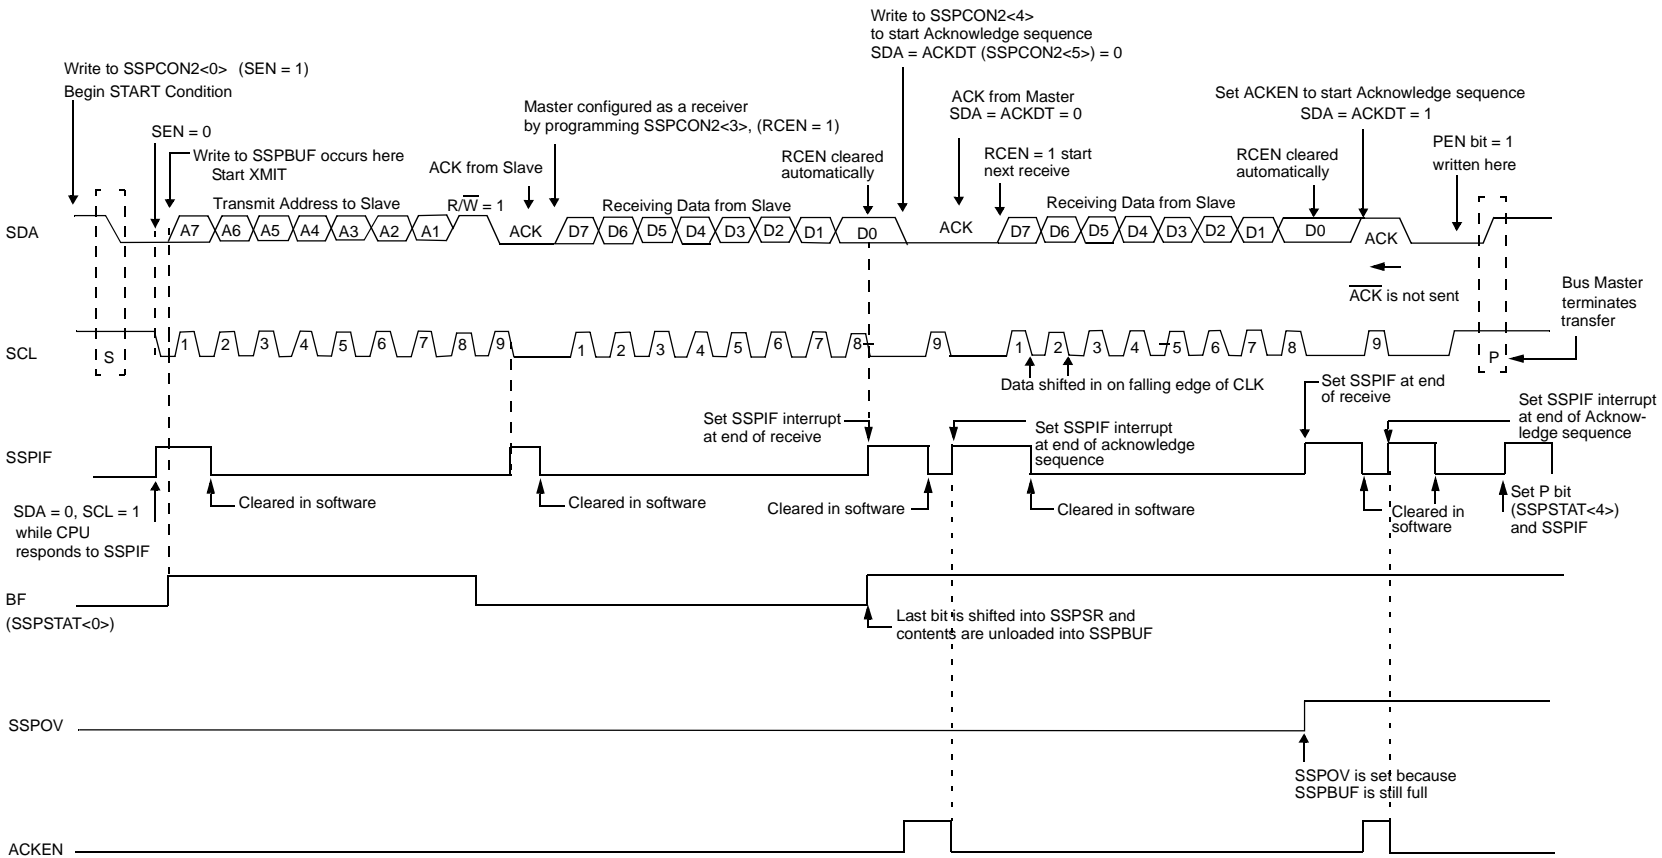 Write to SSPCON2<4>
to start Acknowledge sequence
SDA = ACKDT (SSPCON2<5>) = 0
Write to SSPCON2<0> (SEN = 1)
Begin START Condition
ACK from Master
SDA = ACKDT = 0
Set ACKEN to start Acknowledge sequence
SDA = ACKDT = 1
Master configured as a receiver
by programming SSPCON2<3>, (RCEN = 1)
SEN = 0
PEN bit = 1
written here
Write to SSPBUF occurs here
Start XMIT
ACK from Slave
RCEN cleared
automatically
RCEN = 1 start
next receive
RCEN cleared
automatically
Transmit Address to Slave
R/W = 1
Receiving Data from Slave
Receiving Data from Slave
SDA
A7 A6 A5 A4 A3 A2 A1 ACK D7 D6 D5 D4 D3 D2 D1 D0 ACK D7 D6 D5 D4 D3 D2 D1 D0 ACK
ACK is not sent
Bus Master
terminates
transfer
SCL
S 1 2 3 4 5 6 7 8 9 1 2 3 4 5 6 7 8 9 1 2 3 4 5 6 7 8 9 P
Data shifted in on falling edge of CLK
Set SSPIF at end
of receive
Set SSPIF interrupt
at end of receive
Set SSPIF interrupt
at end of acknowledge
sequence
Set SSPIF interrupt
at end of Acknow-
ledge sequence
SSPIF
SDA = 0, SCL = 1
while CPU
responds to SSPIF
Cleared in software
Cleared in software
Cleared in software
Cleared in software
Cleared in
software
Set P bit
(SSPSTAT<4>)
and SSPIF
BF
(SSPSTAT<0>)
Last bit is shifted into SSPSR and
contents are unloaded into SSPBUF
SSPOV
SSPOV is set because
SSPBUF is still full
ACKEN